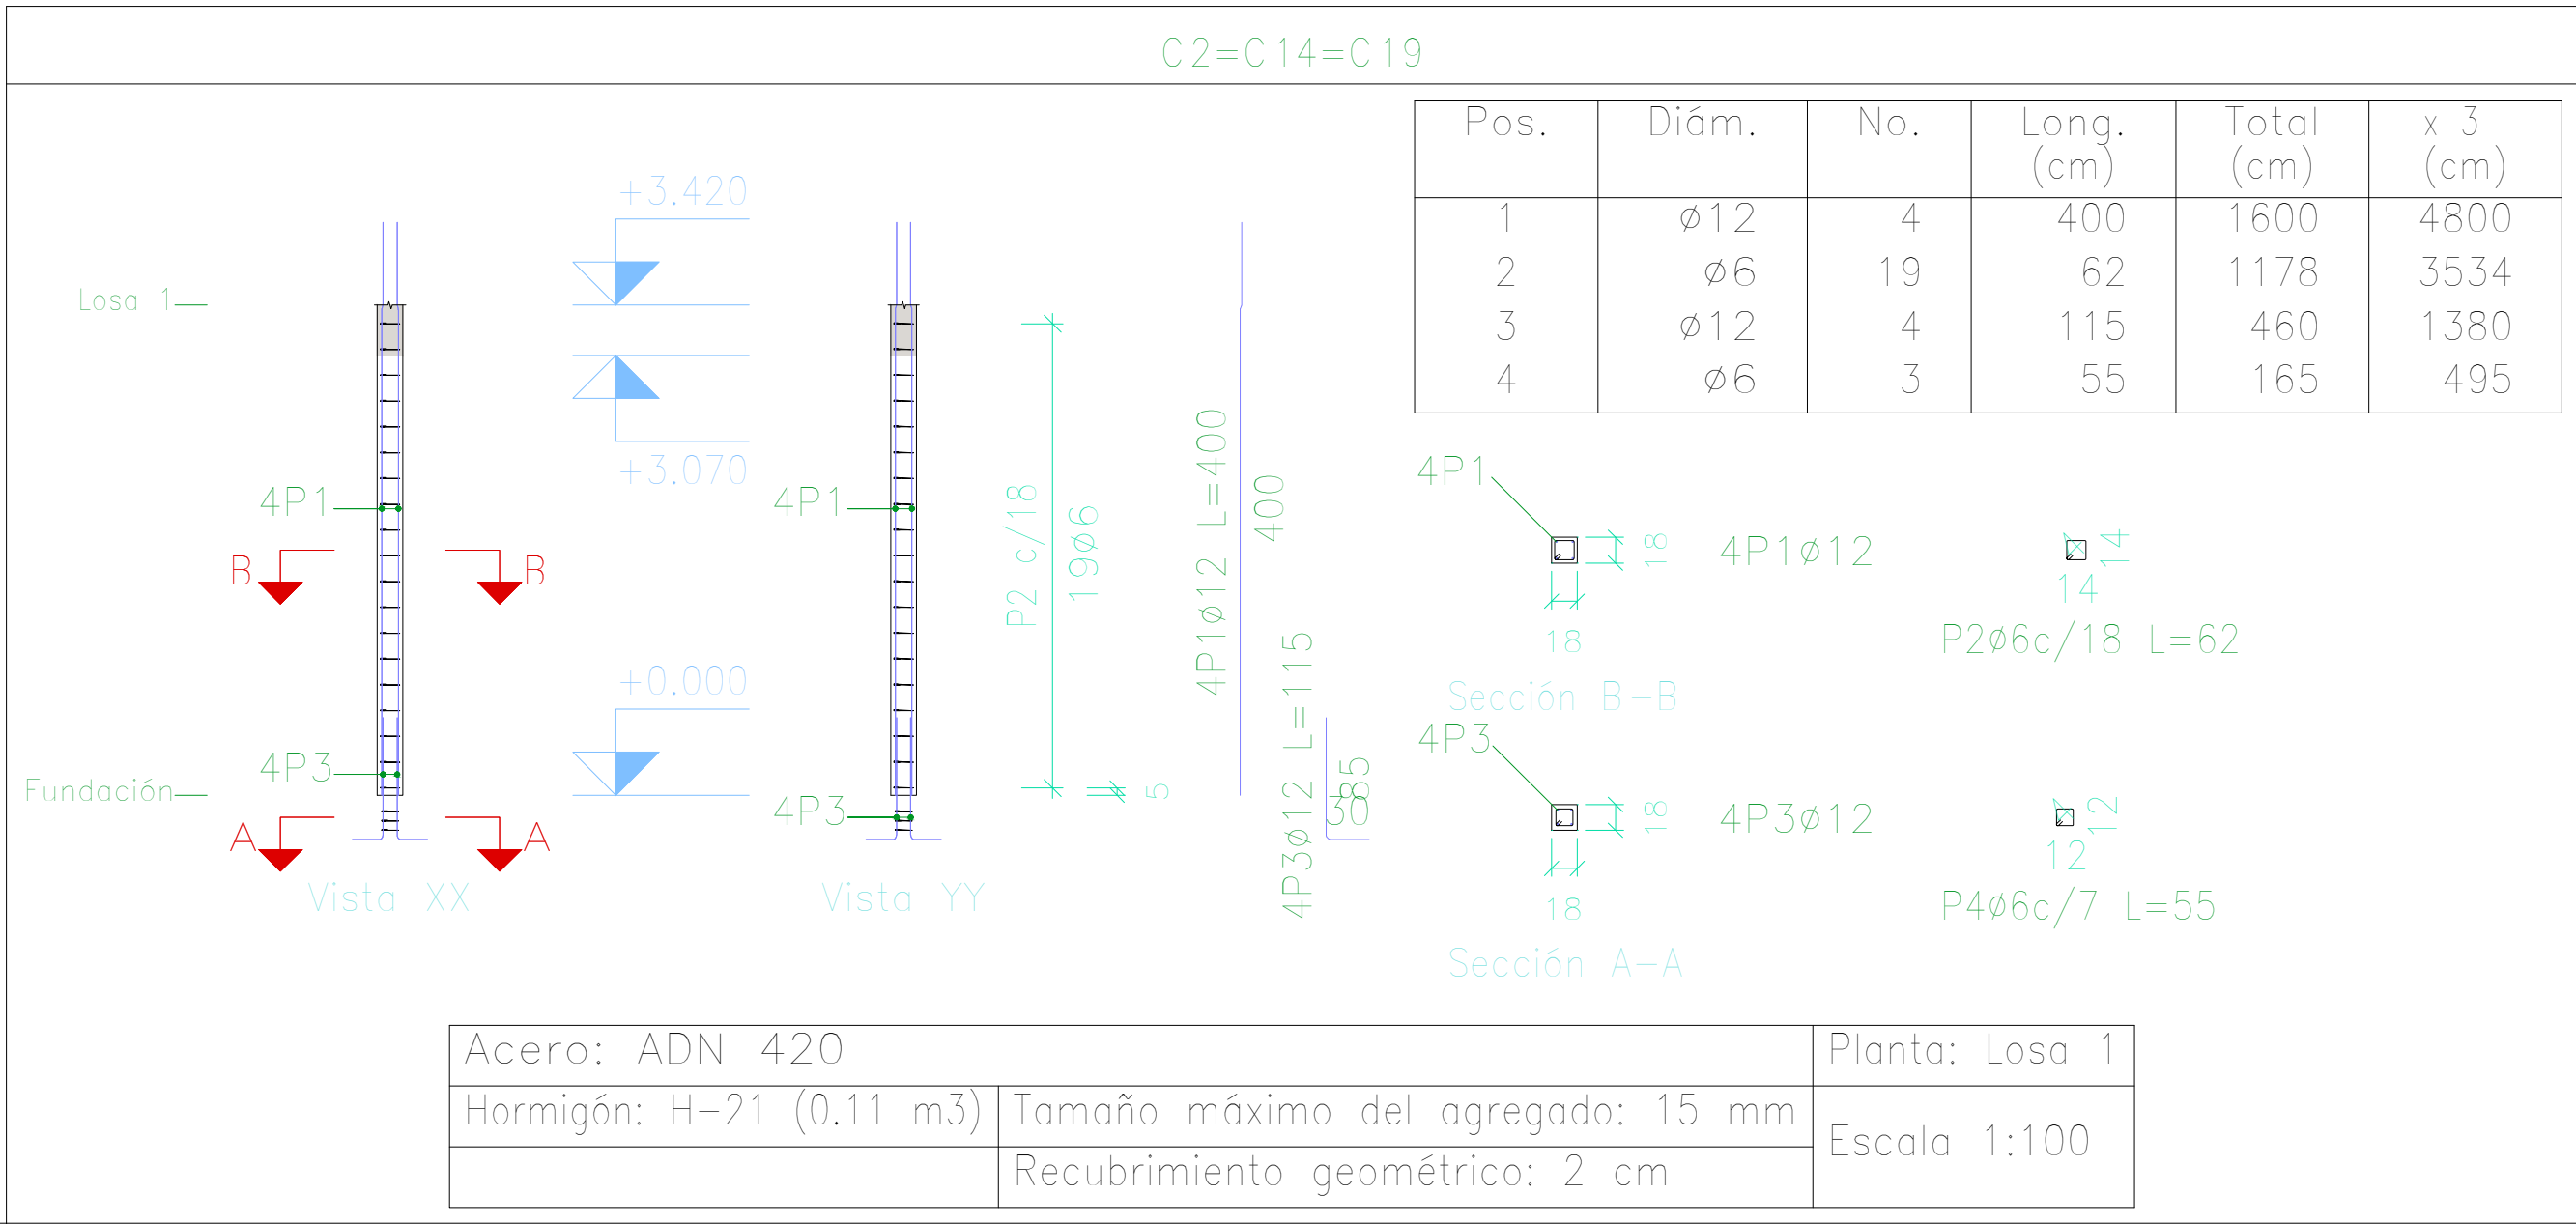 C2=C14=C19
Pos. Diám. No. Long. (cm) Total (cm) x 3 (cm)
1 ø12 4 400 1600 4800
2 ø6 19 62 1178 3534
3 ø12 4 115 460 1380
4 ø6 3 55 165 495
Losa 1
Fundación
4P1
B B
4P3
A A
Vista XX
+3.420
+3.070
+0.000
4P1
4P3
Vista YY
P2 c/18
19ø6
5
4P1ø12 L=400
400
4P3ø12 L=115
85
30
4P1
18
18
4P1ø12
14
14
P2ø6c/18 L=62
Sección B-B
4P3
18
18
4P3ø12
12
12
P4ø6c/7 L=55
Sección A-A
Acero: ADN 420
Planta: Losa 1
Hormigón: H-21 (0.11 m3)
Tamaño máximo del agregado: 15 mm
Escala 1:100
Recubrimiento geométrico: 2 cm